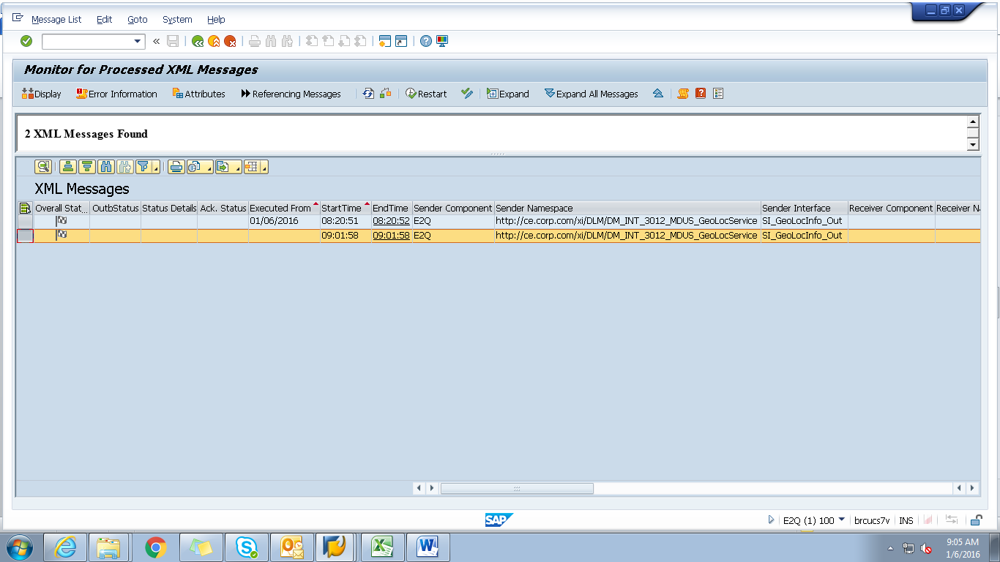 Message List Edit Goto System Help
Monitor for Processed XML Messages
Display Error Information Attributes Referencing Messages Restart Expand Expand All Messages
2 XML Messages Found
XML Messages
Overall Stat... OutbStatus Status Details Ack. Status Executed From StartTime EndTime Sender Component Sender Namespace Sender Interface Receiver Component Receiver Na
01/06/2016 08:20:51 08:20:52 E2Q http://ce.corp.com/xi/DLM/DM_INT_3012_MDUS_GeoLocService SI_GeoLocInfo_Out
09:01:58 09:01:58 E2Q http://ce.corp.com/xi/DLM/DM_INT_3012_MDUS_GeoLocService SI_GeoLocInfo_Out
SAP E2Q (1) 100 brcucs7v INS
9:05 AM
1/6/2016